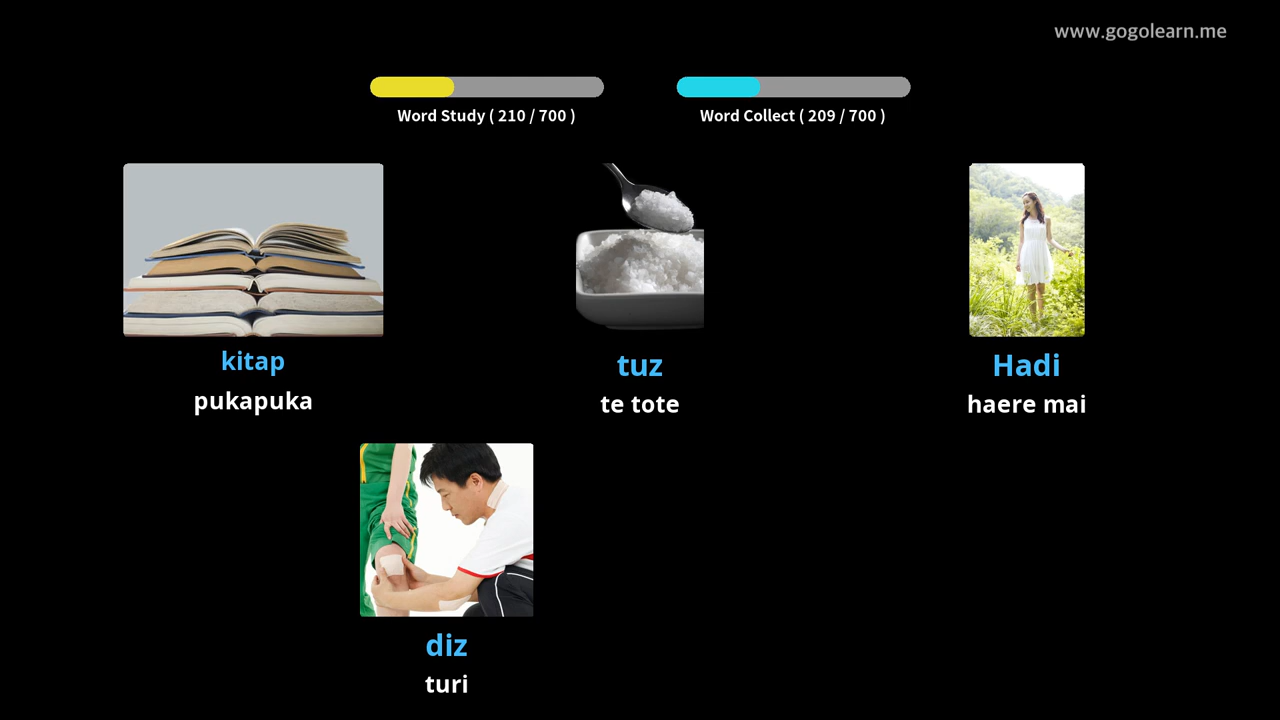 www.gogolearn.me
Word Study ( 210 / 700 )
Word Collect ( 209 / 700 )
kitap
pukapuka
tuz
te tote
Hadi
haere mai
diz
turi